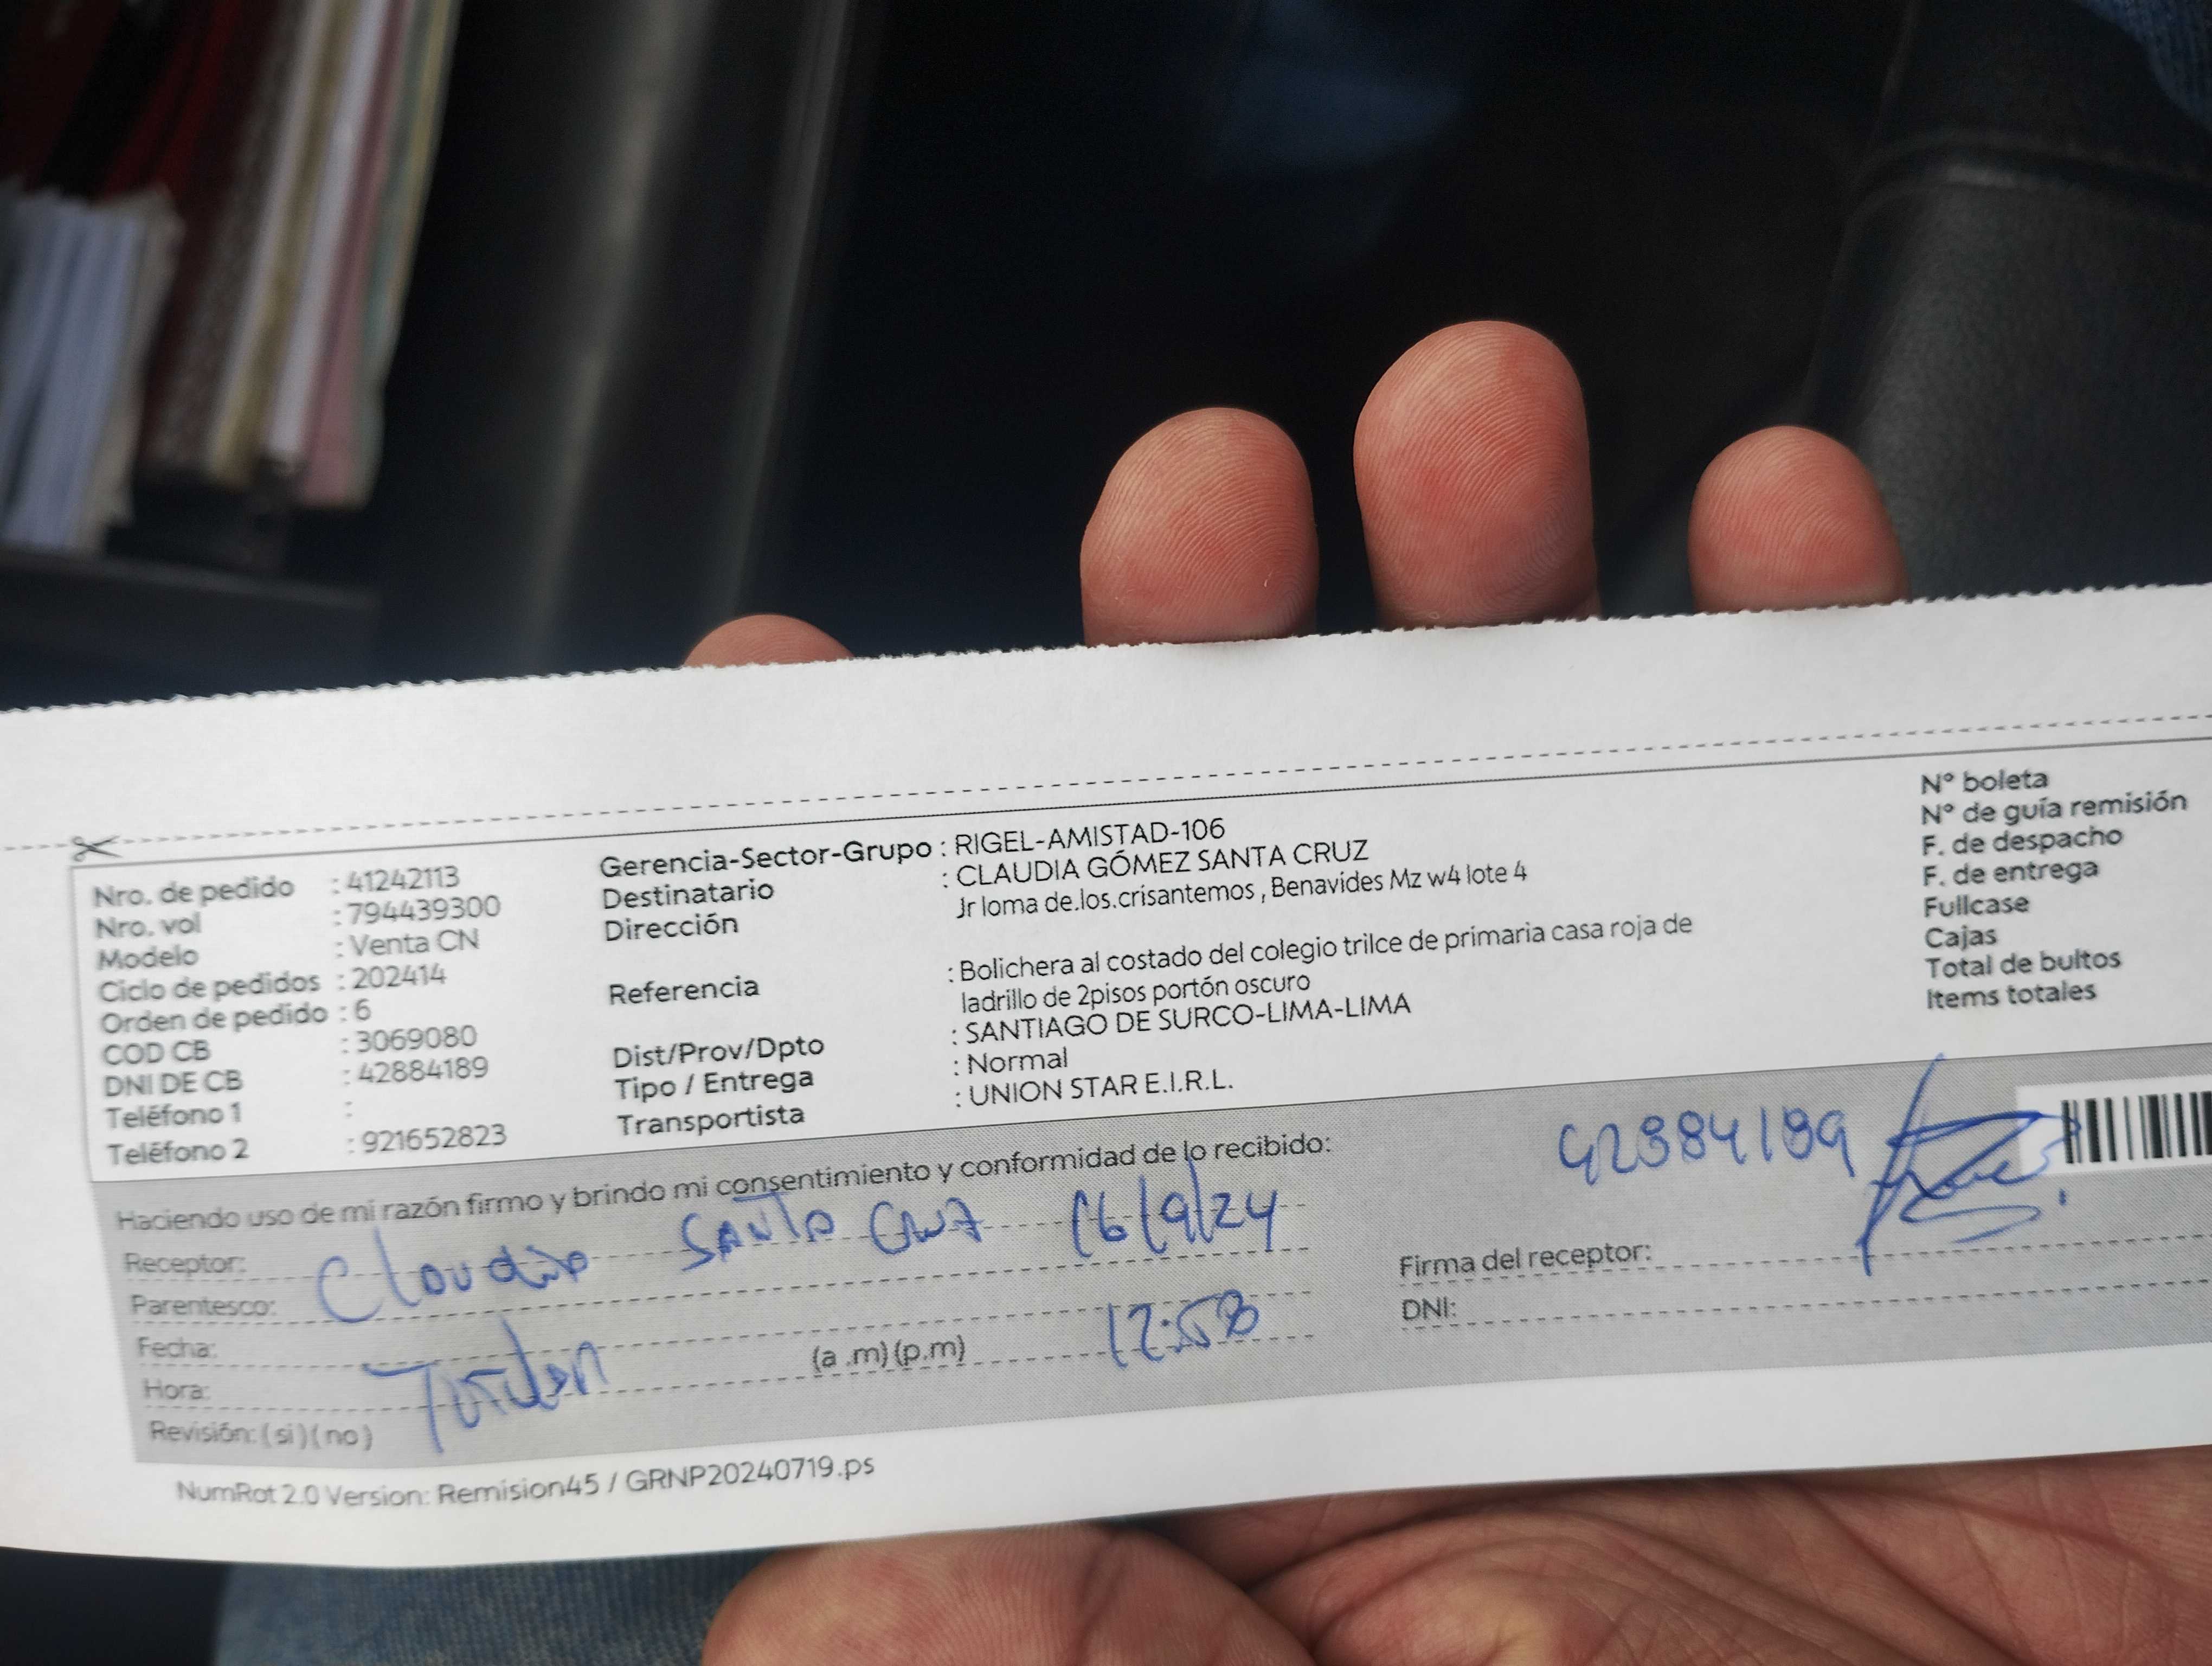 Nro. de pedido : 41242113
Nro. vol : 794439300
Modelo : Venta CN
Ciclo de pedidos : 202414
Orden de pedido : 6
COD CB : 3069080
DNI DE CB : 42884189
Teléfono 1 :
Teléfono 2 : 921652823
Gerencia-Sector-Grupo : RIGEL-AMISTAD-106
Destinatario : CLAUDIA GÓMEZ SANTA CRUZ
Dirección Jr loma de.los.crisantemos , Benavides Mz w4 lote 4
Referencia : Bolichera al costado del colegio trilce de primaria casa roja de
ladrillo de 2pisos portón oscuro
Dist/Prov/Dpto : SANTIAGO DE SURCO-LIMA-LIMA
Tipo / Entrega : Normal
Transportista : UNION STAR E.I.R.L.
N° boleta
N° de guía remisión
F. de despacho
F. de entrega
Fullcase
Cajas
Total de bultos
Items totales
Haciendo uso de mi razón firmo y brindo mi consentimiento y conformidad de lo recibido:
42884189
Receptor: Claudia Santa Cruz 16/9/24
Parentesco:
Fecha:
Hora: (a .m) (p.m) 12:58
Revisión: ( si ) ( no )
Firma del receptor:
DNI:
NumRot 2.0 Version: Remision45 / GRNP20240719.ps